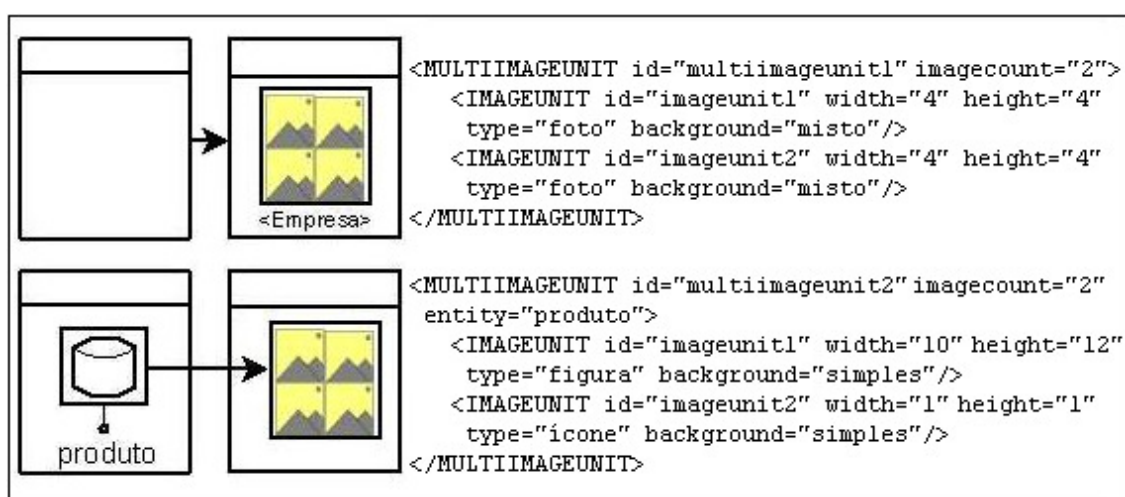 <MULTIIMAGEUNIT id="multiimageunit1" imagecount="2">
<IMAGEUNIT id="imageunit1" width="4" height="4"
type="foto" background="misto"/>
<IMAGEUNIT id="imageunit2" width="4" height="4"
type="foto" background="misto"/>
</MULTIIMAGEUNIT>
<Empresa>
<MULTIIMAGEUNIT id="multiimageunit2" imagecount="2"
entity="produto">
<IMAGEUNIT id="imageunit1" width="10" height="12"
type="figura" background="simples"/>
<IMAGEUNIT id="imageunit2" width="1" height="1"
type="ícone" background="simples"/>
</MULTIIMAGEUNIT>
produto